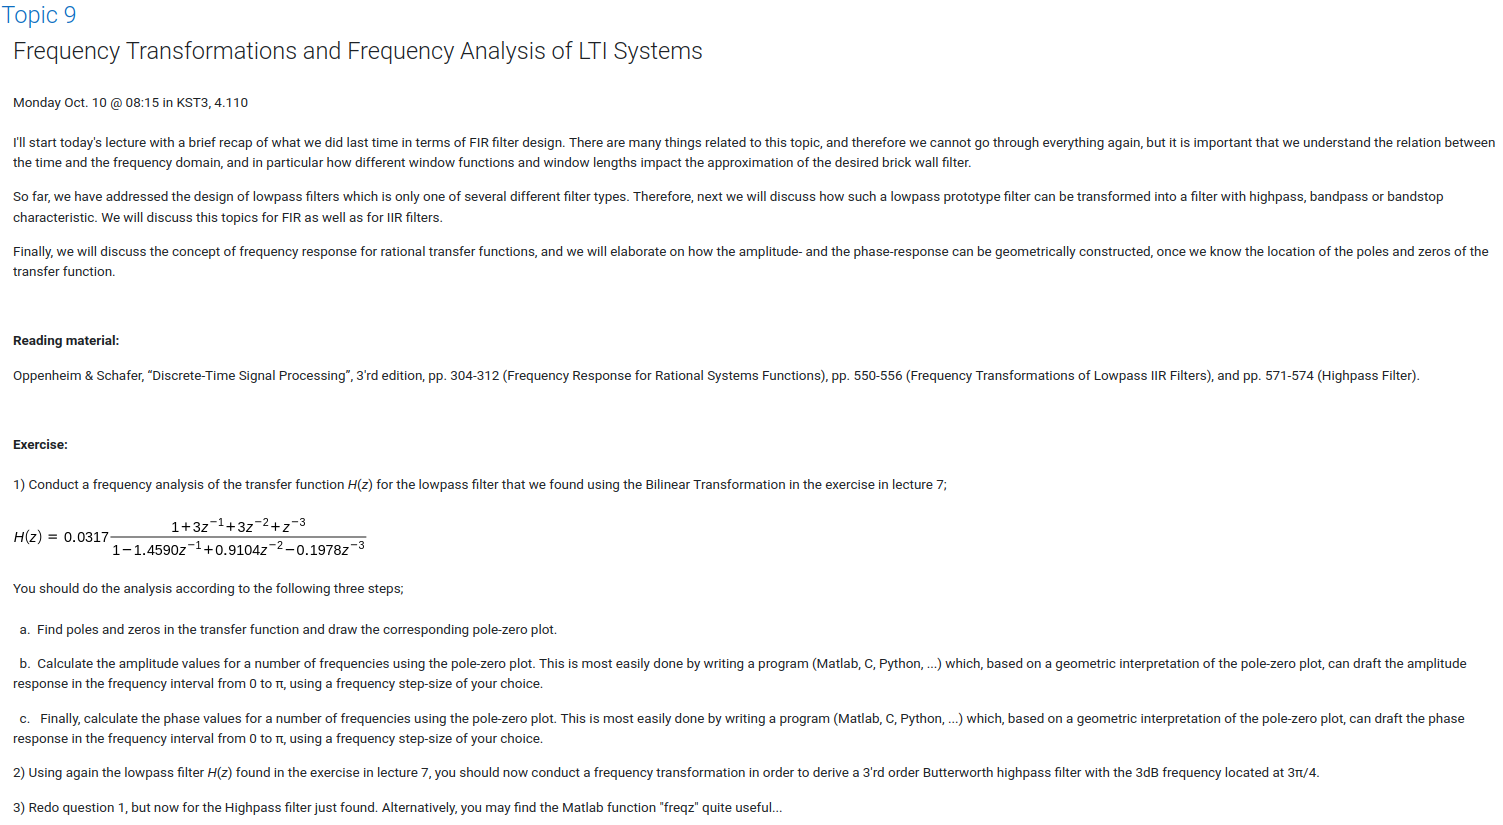 Topic 9
Frequency Transformations and Frequency Analysis of LTI Systems
Monday Oct. 10 @ 08:15 in KST3, 4.110
I'll start today's lecture with a brief recap of what we did last time in terms of FIR filter design. There are many things related to this topic, and therefore we cannot go through everything again, but it is important that we understand the relation between
the time and the frequency domain, and in particular how different window functions and window lengths impact the approximation of the desired brick wall filter.
So far, we have addressed the design of lowpass filters which is only one of several different filter types. Therefore, next we will discuss how such a lowpass prototype filter can be transformed into a filter with highpass, bandpass or bandstop
characteristic. We will discuss this topics for FIR as well as for IIR filters.
Finally, we will discuss the concept of frequency response for rational transfer functions, and we will elaborate on how the amplitude- and the phase-response can be geometrically constructed, once we know the location of the poles and zeros of the
transfer function.
Reading material:
Oppenheim & Schafer, “Discrete-Time Signal Processing”, 3'rd edition, pp. 304-312 (Frequency Response for Rational Systems Functions), pp. 550-556 (Frequency Transformations of Lowpass IIR Filters), and pp. 571-574 (Highpass Filter).
Exercise:
1) Conduct a frequency analysis of the transfer function H(z) for the lowpass filter that we found using the Bilinear Transformation in the exercise in lecture 7;
1+3z⁻¹+3z⁻²+z⁻³
H(z) = 0.0317
1−1.4590z⁻¹+0.9104z⁻²−0.1978z⁻³
You should do the analysis according to the following three steps;
a. Find poles and zeros in the transfer function and draw the corresponding pole-zero plot.
b. Calculate the amplitude values for a number of frequencies using the pole-zero plot. This is most easily done by writing a program (Matlab, C, Python, ...) which, based on a geometric interpretation of the pole-zero plot, can draft the amplitude
response in the frequency interval from 0 to π, using a frequency step-size of your choice.
c. Finally, calculate the phase values for a number of frequencies using the pole-zero plot. This is most easily done by writing a program (Matlab, C, Python, ...) which, based on a geometric interpretation of the pole-zero plot, can draft the phase
response in the frequency interval from 0 to π, using a frequency step-size of your choice.
2) Using again the lowpass filter H(z) found in the exercise in lecture 7, you should now conduct a frequency transformation in order to derive a 3'rd order Butterworth highpass filter with the 3dB frequency located at 3π/4.
3) Redo question 1, but now for the Highpass filter just found. Alternatively, you may find the Matlab function "freqz" quite useful...